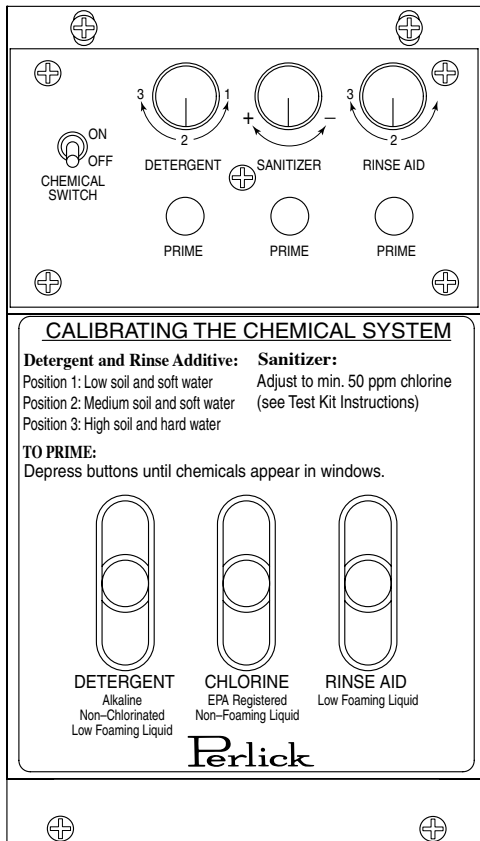 3 1 + – 3
2 2
ON
OFF
CHEMICAL
SWITCH
DETERGENT SANITIZER RINSE AID
PRIME PRIME PRIME
CALIBRATING THE CHEMICAL SYSTEM
Detergent and Rinse Additive: Sanitizer:
Position 1: Low soil and soft water Adjust to min. 50 ppm chlorine
Position 2: Medium soil and soft water (see Test Kit Instructions)
Position 3: High soil and hard water
TO PRIME:
Depress buttons until chemicals appear in windows.
DETERGENT CHLORINE RINSE AID
Alkaline EPA Registered Low Foaming Liquid
Non–Chlorinated Non–Foaming Liquid
Low Foaming Liquid
Perlick